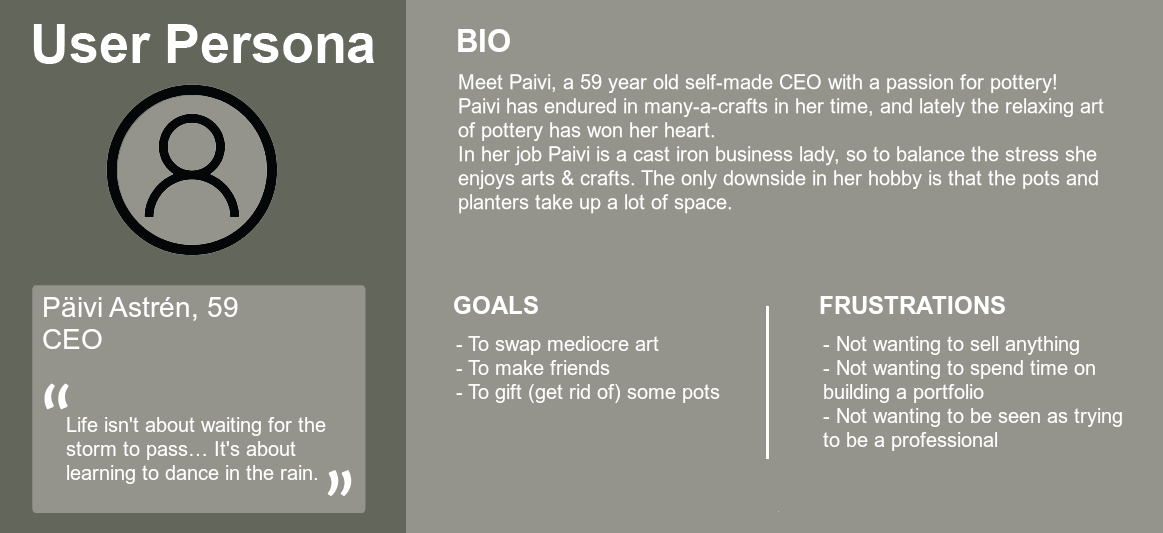 User Persona
Päivi Astrén, 59
CEO
“
Life isn't about waiting for the
storm to pass… It's about
learning to dance in the rain.
”
BIO
Meet Paivi, a 59 year old self-made CEO with a passion for pottery!
Paivi has endured in many-a-crafts in her time, and lately the relaxing art
of pottery has won her heart.
In her job Paivi is a cast iron business lady, so to balance the stress she
enjoys arts & crafts. The only downside in her hobby is that the pots and
planters take up a lot of space.
GOALS
- To swap mediocre art
- To make friends
- To gift (get rid of) some pots
FRUSTRATIONS
- Not wanting to sell anything
- Not wanting to spend time on
building a portfolio
- Not wanting to be seen as trying
to be a professional